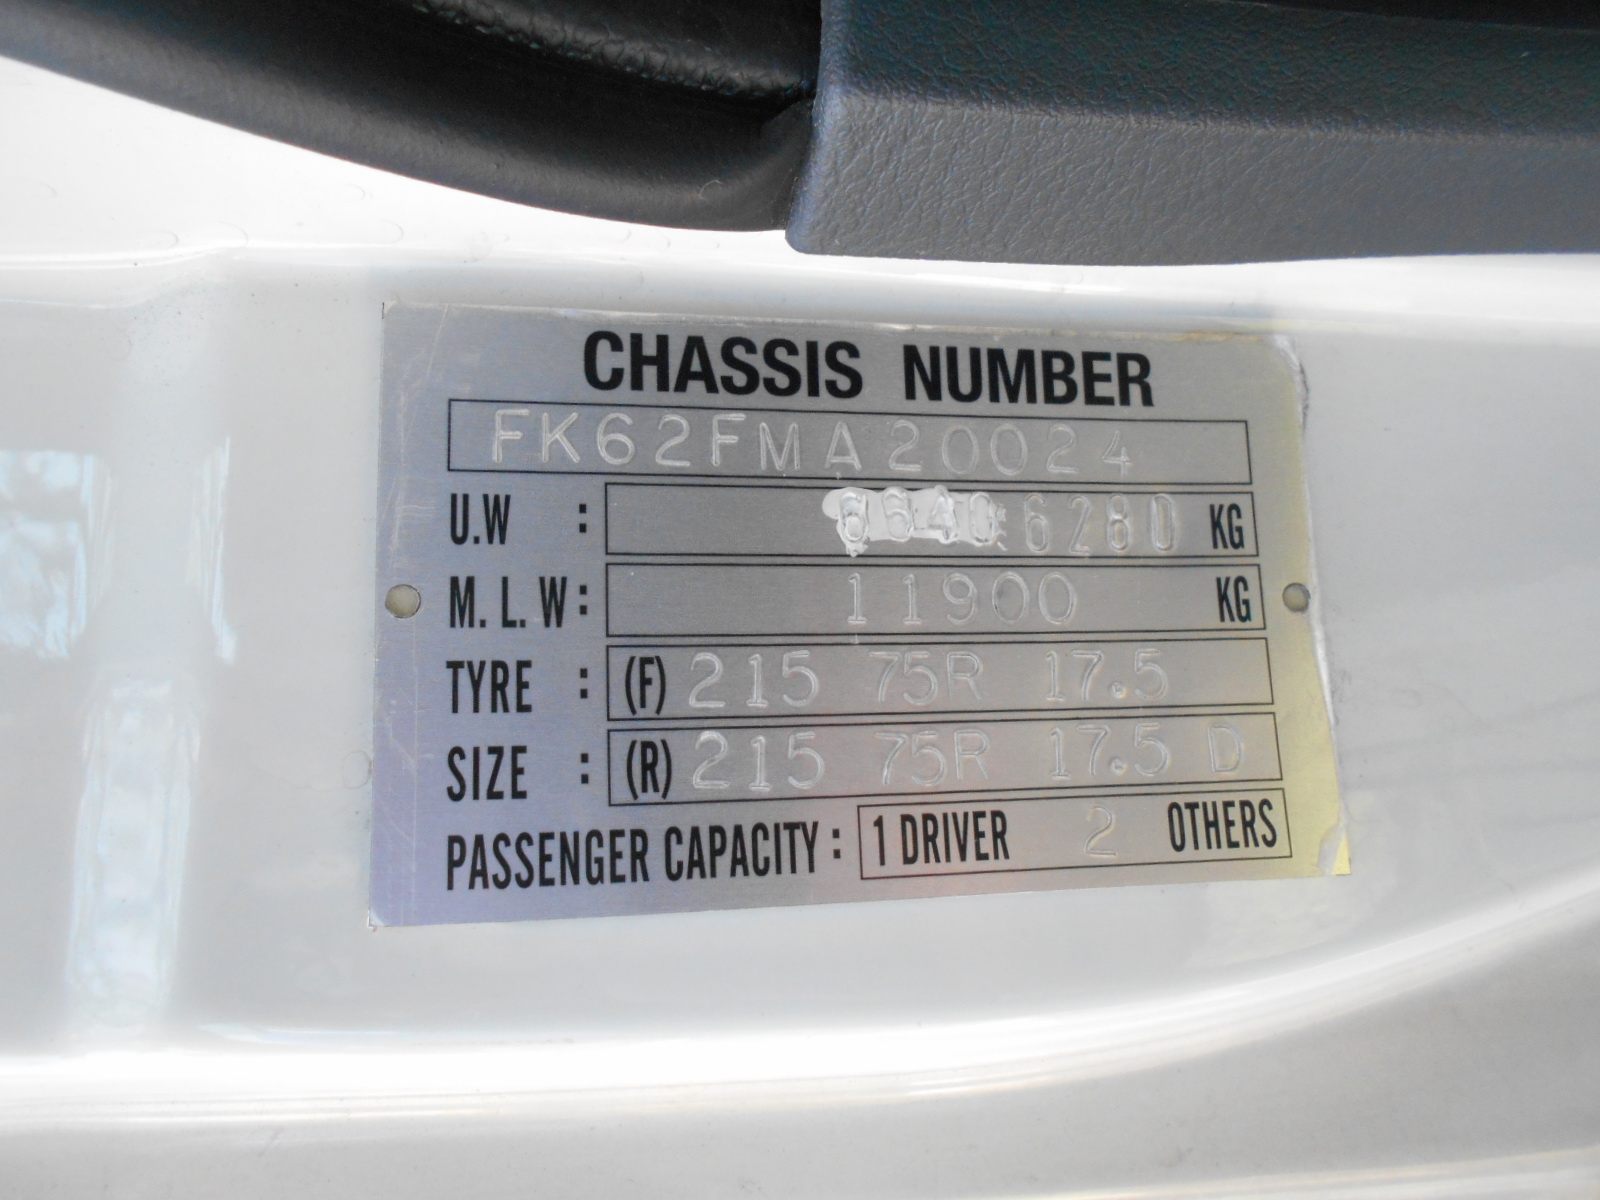 CHASSIS NUMBER
FK62FMA20024
U.W : 6280 KG
M.L.W: 11900 KG
TYRE : (F) 215 75R 17.5
SIZE : (R) 215 75R 17.5 D
PASSENGER CAPACITY: 1 DRIVER 2 OTHERS